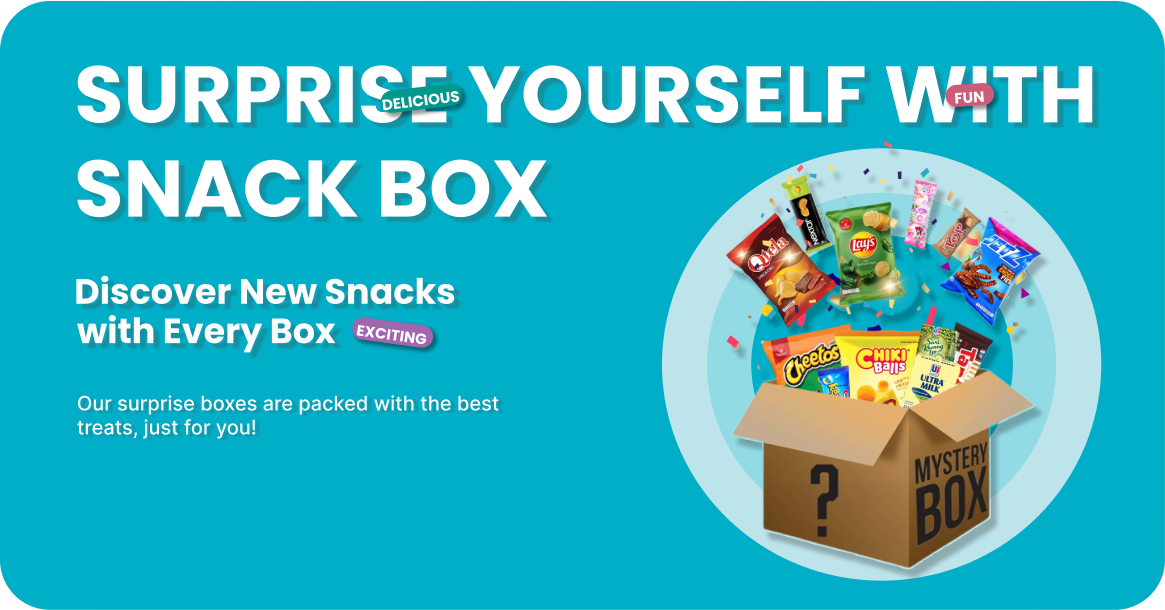 SURPRISE YOURSELF WITH
DELICIOUS
FUN
SNACK BOX
Discover New Snacks
with Every Box
EXCITING
Our surprise boxes are packed with the best
treats, just for you!
Lay's
Cheetos
CHIKI
Balls
ULTRA
MILK
?
MYSTERY
BOX